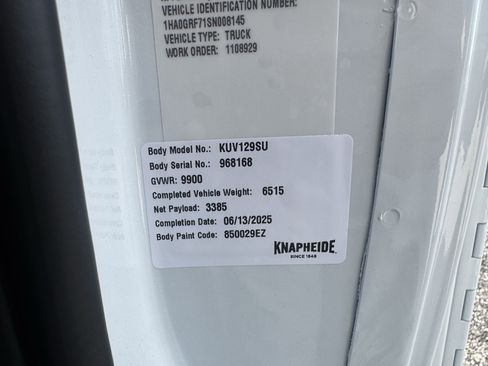 VEHICLE IDENTIFICATION NUMBER:
1HA0GRF71SN008145
VEHICLE TYPE: TRUCK
WORK ORDER: 1108929
Body Model No.: KUV129SU
Body Serial No.: 968168
GVWR: 9900
Completed Vehicle Weight: 6515
Net Payload: 3385
Completion Date: 06/13/2025
Body Paint Code: 850029EZ
KNAPHEIDE
SINCE 1848